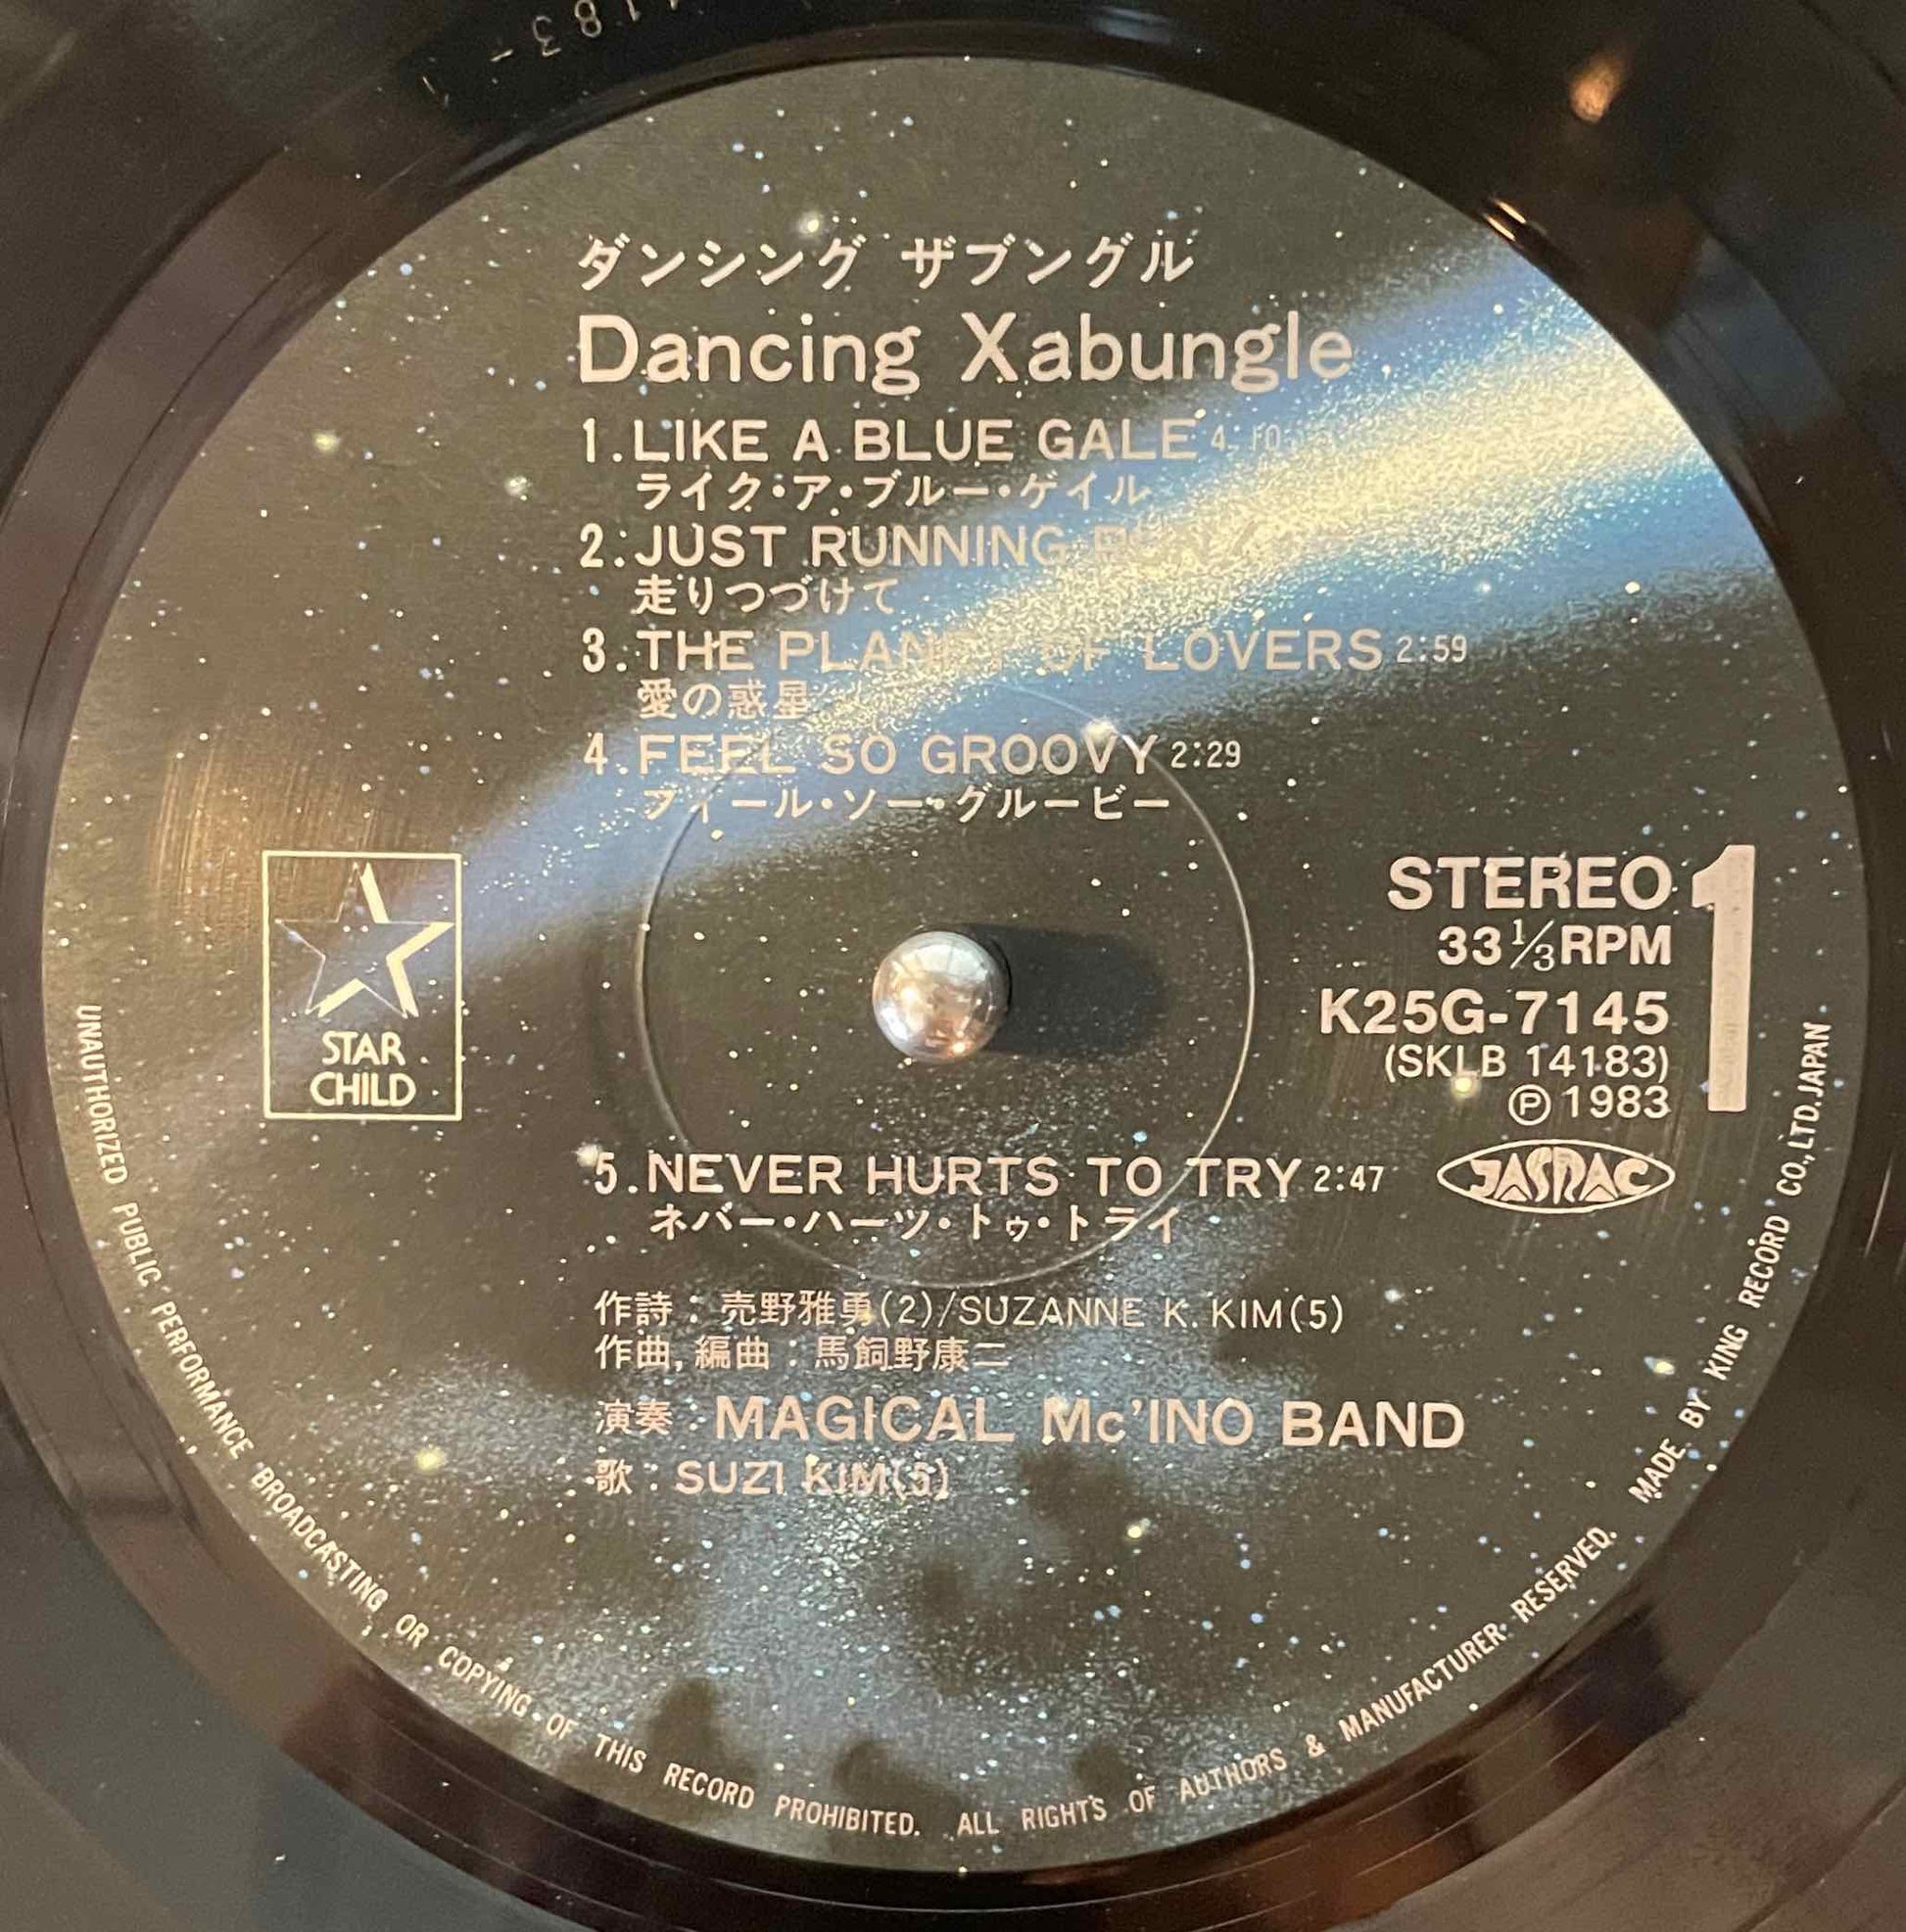 ダンシング ザブングル
Dancing Xabungle
1.LIKE A BLUE GALE
ライク・ア・ブルー・ゲイル
2.JUST RUNNING
走りつづけて
3.THE PLANET OF LOVERS 2:59
愛の惑星
4.FEEL SO GROOVY 2:29
フィール・ソー・グルービー
STAR
CHILD
STEREO
33 1/3 RPM
K25G-7145
(SKLB 14183)
Ⓟ 1983
1
JASRAC
5.NEVER HURTS TO TRY 2:47
ネバー・ハーツ・トゥ・トライ
作詩：売野雅勇(2)/SUZANNE K. KIM(5)
作曲,編曲：馬飼野康二
演奏：MAGICAL Mc'INO BAND
歌：SUZI KIM(5)
UNAUTHORIZED PUBLIC PERFORMANCE BROADCASTING OR COPYING OF THIS RECORD PROHIBITED. ALL RIGHTS OF AUTHORS & MANUFACTURER RESERVED. MADE BY KING RECORD CO., LTD. JAPAN